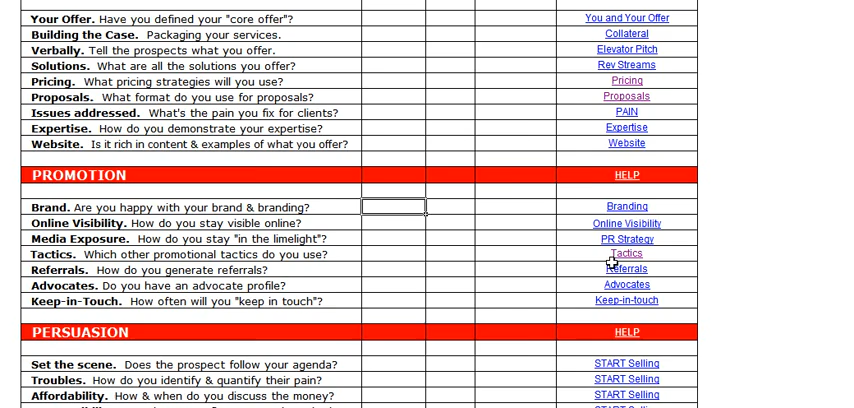 Your Offer. Have you defined your "core offer"? You and Your Offer
Building the Case. Packaging your services. Collateral
Verbally. Tell the prospects what you offer. Elevator Pitch
Solutions. What are all the solutions you offer? Rev Streams
Pricing. What pricing strategies will you use? Pricing
Proposals. What format do you use for proposals? Proposals
Issues addressed. What's the pain you fix for clients? PAIN
Expertise. How do you demonstrate your expertise? Expertise
Website. Is it rich in content & examples of what you offer? Website
PROMOTION HELP
Brand. Are you happy with your brand & branding? Branding
Online Visibility. How do you stay visible online? Online Visibility
Media Exposure. How do you stay "in the limelight"? PR Strategy
Tactics. Which other promotional tactics do you use? Tactics
Referrals. How do you generate referrals? Referrals
Advocates. Do you have an advocate profile? Advocates
Keep-in-Touch. How often will you "keep in touch"? Keep-in-touch
PERSUASION HELP
Set the scene. Does the prospect follow your agenda? START Selling
Troubles. How do you identify & quantify their pain? START Selling
Affordability. How & when do you discuss the money? START Selling